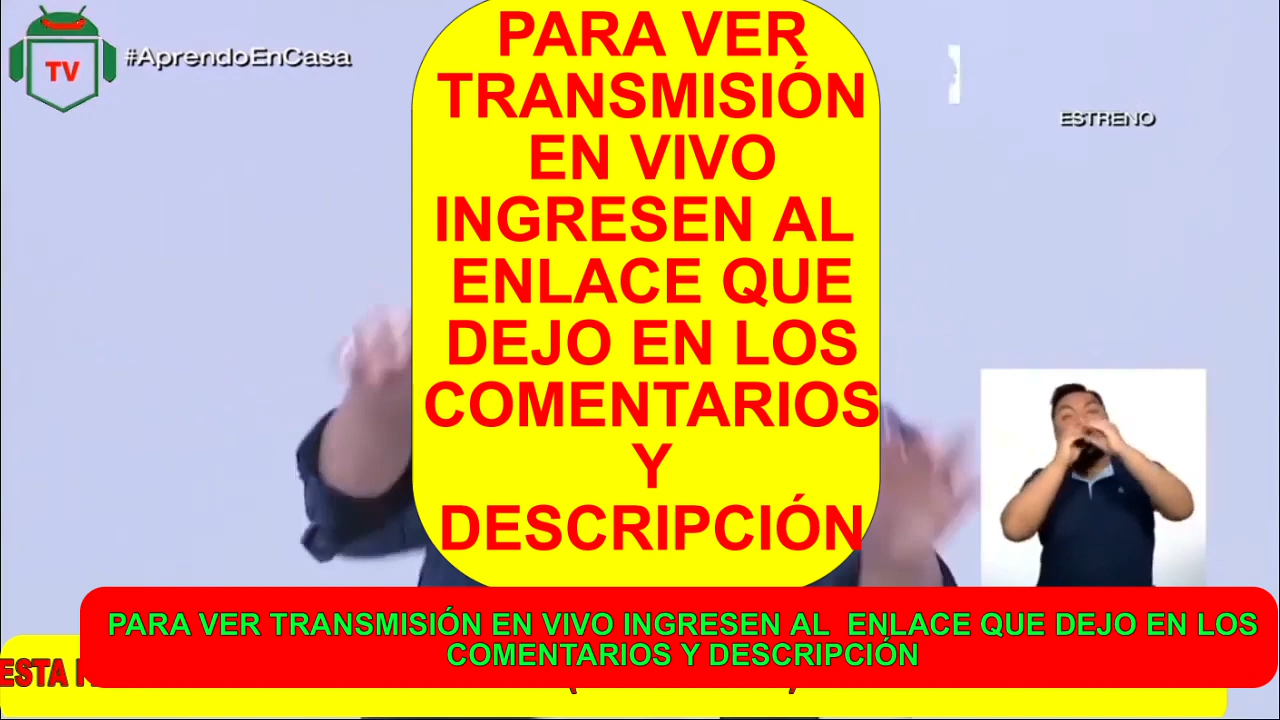 TV
#AprendoEnCasa
ESTRENO
PARA VER
TRANSMISIÓN
EN VIVO
INGRESEN AL
ENLACE QUE
DEJO EN LOS
COMENTARIOS
Y
DESCRIPCIÓN
PARA VER TRANSMISIÓN EN VIVO INGRESEN AL ENLACE QUE DEJO EN LOS
COMENTARIOS Y DESCRIPCIÓN
ESTA